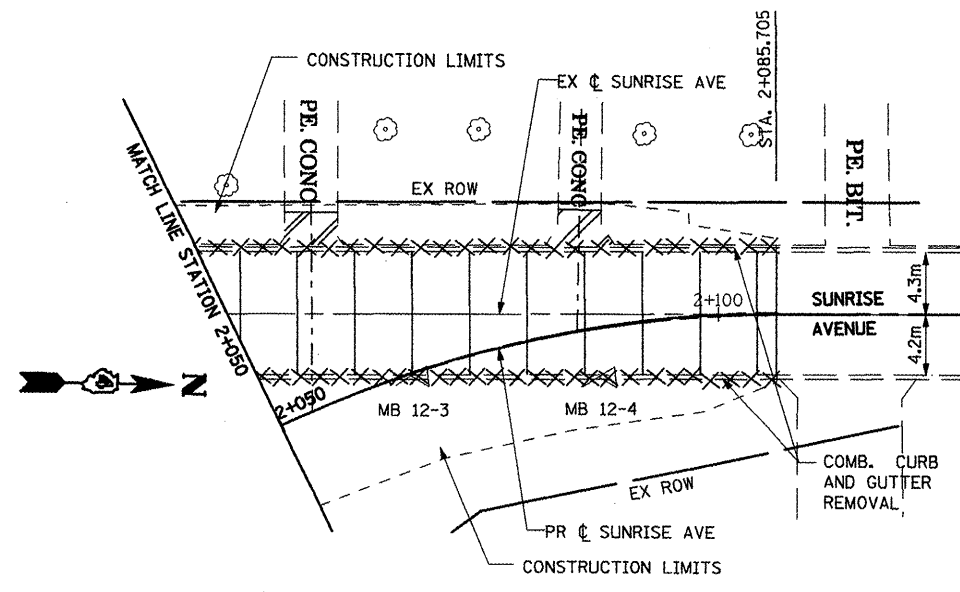 CONSTRUCTION LIMITS
EX ℄ SUNRISE AVE
STA. 2+085.705
MATCH LINE STATION 2+050
PE. CONC
PE. CONC
PE. BIT.
EX ROW
2+100
SUNRISE
AVENUE
4.3m
4.2m
N
2+050
MB 12-3
MB 12-4
COMB. CURB
AND GUTTER
REMOVAL
EX ROW
PR ℄ SUNRISE AVE
CONSTRUCTION LIMITS